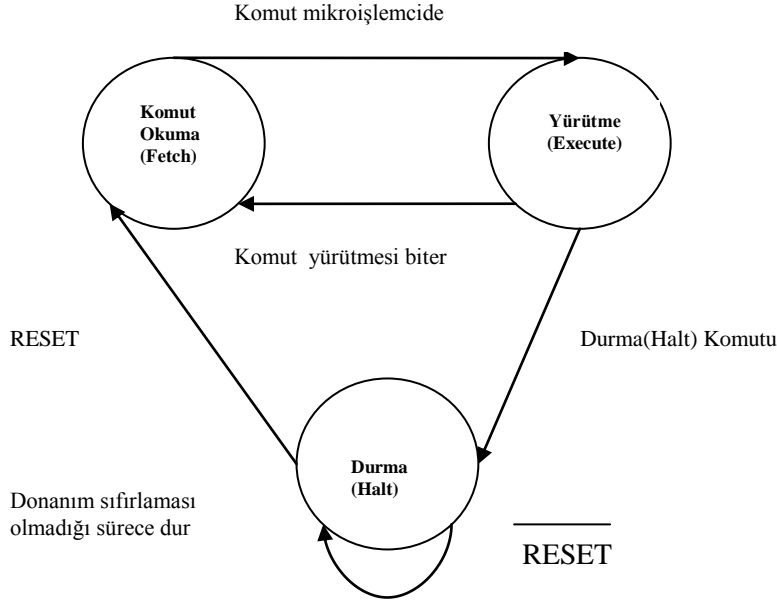 Komut mikroişlemcide
Komut
Okuma
(Fetch)
Yürütme
(Execute)
Komut yürütmesi biter
RESET
Durma(Halt) Komutu
Durma
(Halt)
Donanım sıfırlaması
olmadığı sürece dur
RESET